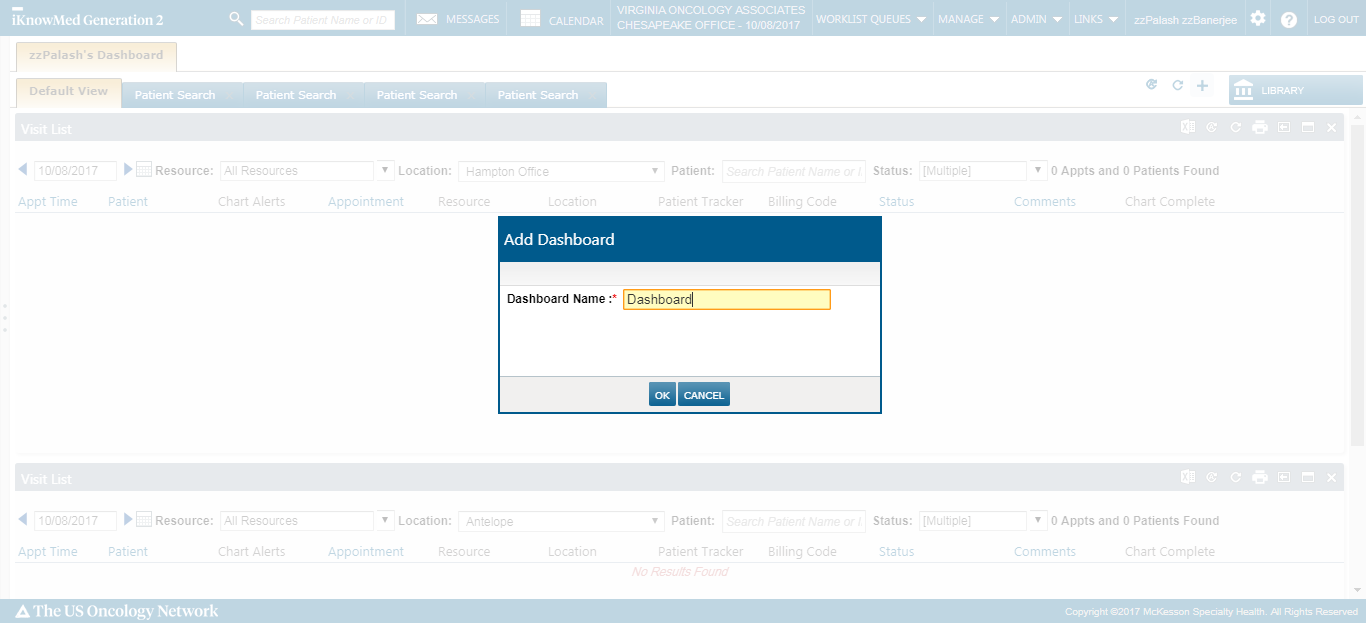 iKnowMed Generation 2
Search Patient Name or ID
MESSAGES
CALENDAR
VIRGINIA ONCOLOGY ASSOCIATES
CHESAPEAKE OFFICE - 10/08/2017
WORKLIST QUEUES
MANAGE
ADMIN
LINKS
zzPalash zzBanerjee
LOG OUT
zzPalash's Dashboard
Default View
Patient Search
Patient Search
Patient Search
Patient Search
LIBRARY
Visit List
10/08/2017 Resource: All Resources Location: Hampton Office Patient: Search Patient Name or I Status: [Multiple] 0 Appts and 0 Patients Found
Appt Time Patient Chart Alerts Appointment Resource Location Patient Tracker Billing Code Status Comments Chart Complete
Add Dashboard
Dashboard Name :* Dashboard
OK CANCEL
Visit List
10/08/2017 Resource: All Resources Location: Antelope Patient: Search Patient Name or I Status: [Multiple] 0 Appts and 0 Patients Found
Appt Time Patient Chart Alerts Appointment Resource Location Patient Tracker Billing Code Status Comments Chart Complete
No Results Found
The US Oncology Network
Copyright ©2017 McKesson Specialty Health. All Rights Reserved